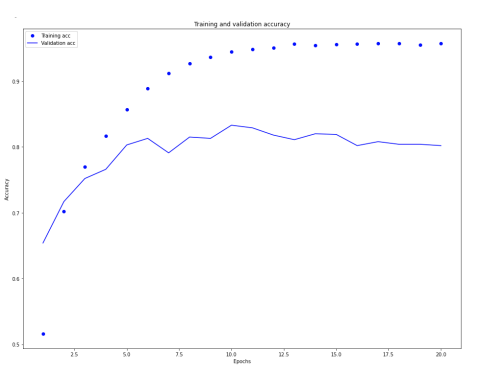 Training and validation accuracy
Training acc
Validation acc
0.9
0.8
0.7
0.6
0.5
Accuracy
2.5 5.0 7.5 10.0 12.5 15.0 17.5 20.0
Epochs